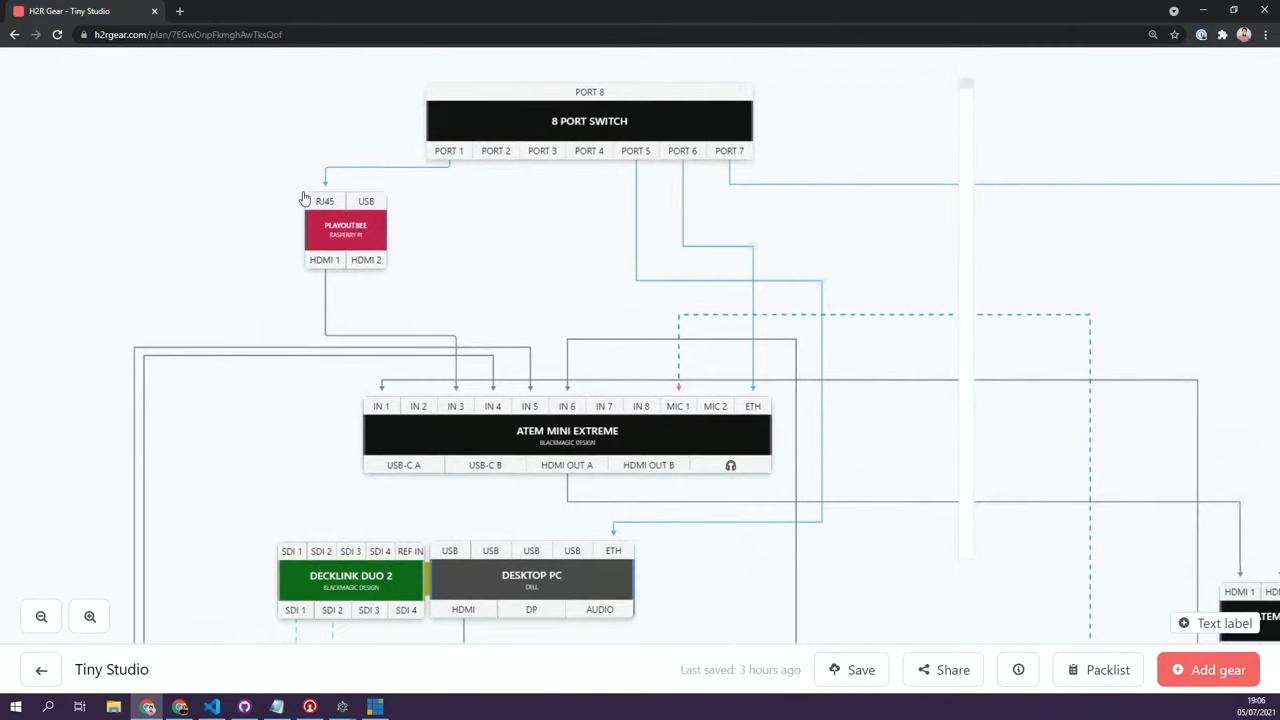 H2R Gear - Tiny Studio
h2rgear.com/plan/7EGwOnpFkmghAwTksQof
PORT 8
8 PORT SWITCH
PORT 1 PORT 2 PORT 3 PORT 4 PORT 5 PORT 6 PORT 7
RJ45 USB
PLAYOUTBEE
RASPERRY PI
HDMI 1 HDMI 2
IN 1 IN 2 IN 3 IN 4 IN 5 IN 6 IN 7 IN 8 MIC 1 MIC 2 ETH
ATEM MINI EXTREME
BLACKMAGIC DESIGN
USB-C A USB-C B HDMI OUT A HDMI OUT B
SDI 1 SDI 2 SDI 3 SDI 4 REF IN USB USB USB USB ETH
DECKLINK DUO 2 DESKTOP PC
BLACKMAGIC DESIGN DELL
SDI 1 SDI 2 SDI 3 SDI 4 HDMI DP AUDIO
HDMI 1
Text label
Tiny Studio Last saved: 3 hours ago Save Share Packlist Add gear
19:06
05/07/2021